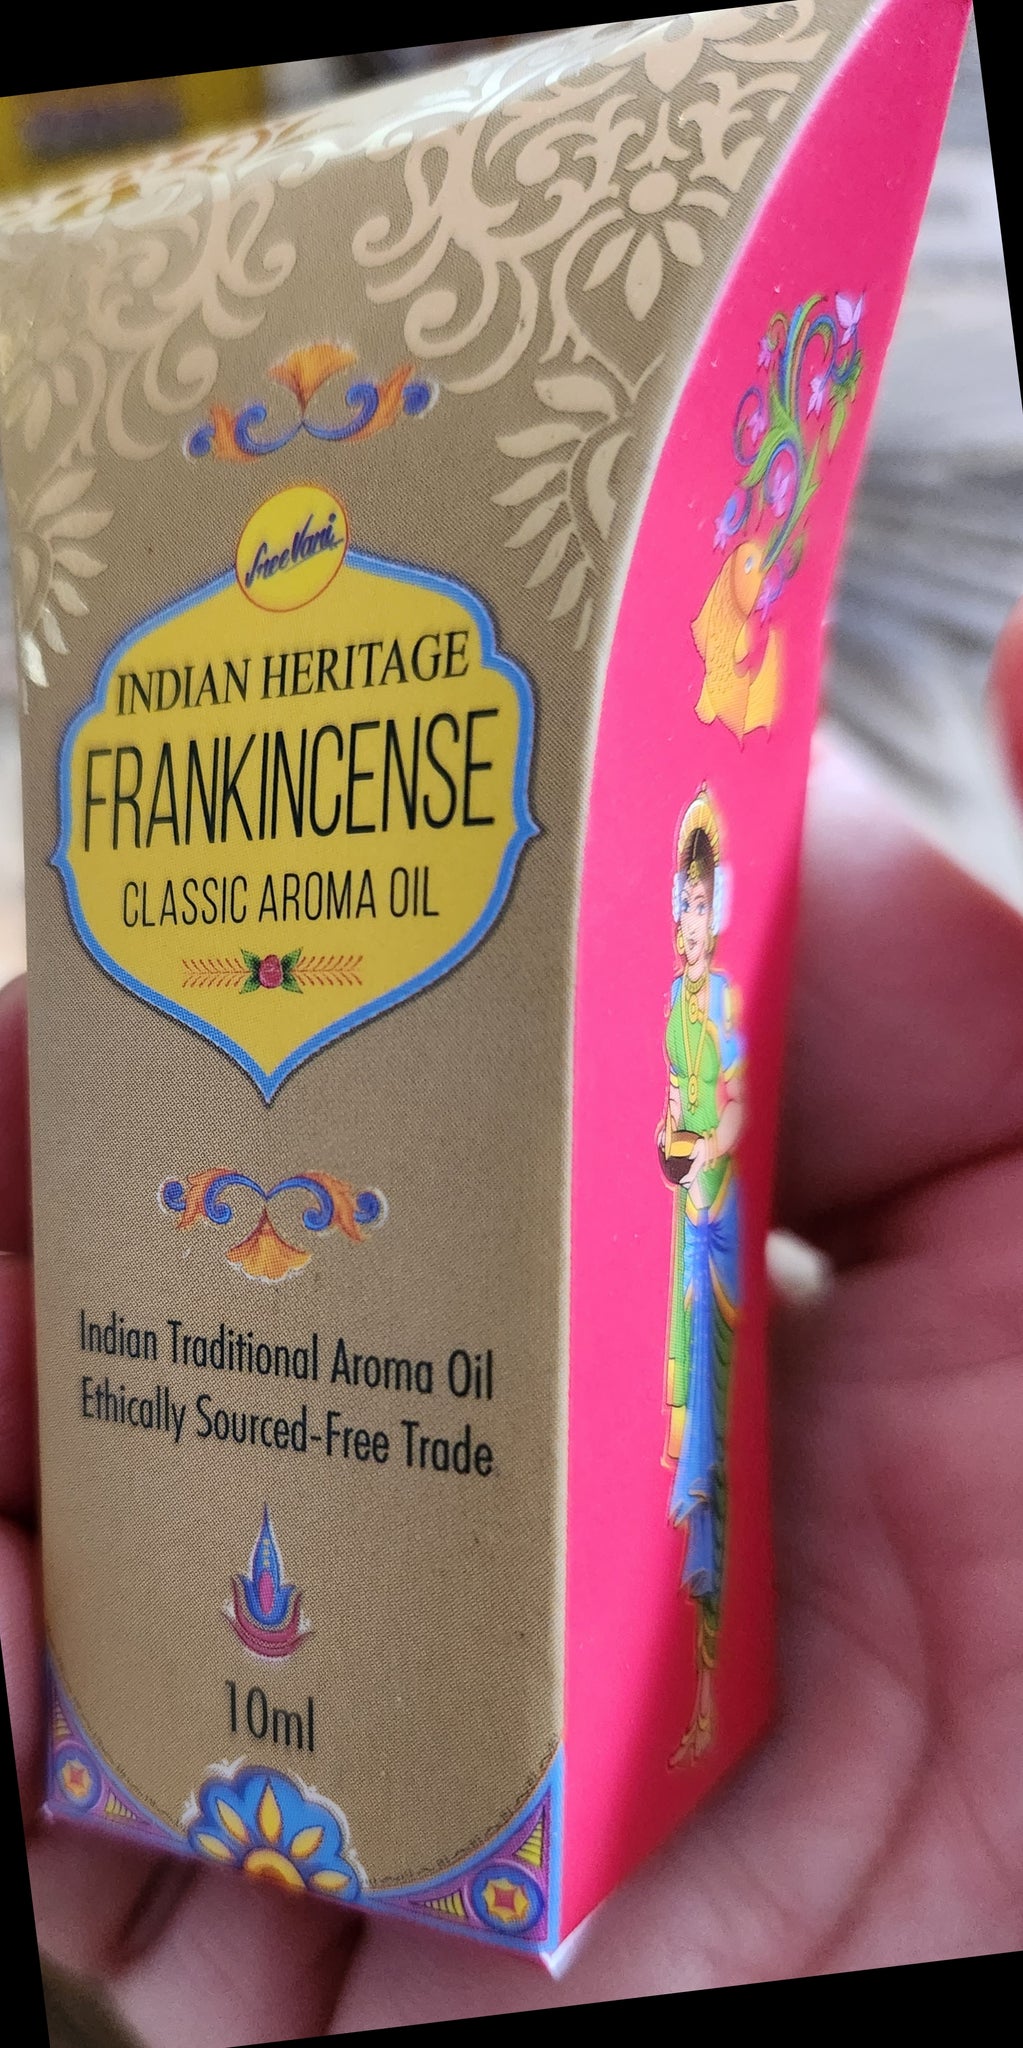 SreeVani
INDIAN HERITAGE
FRANKINCENSE
CLASSIC AROMA OIL
Indian Traditional Aroma Oil
Ethically Sourced-Free Trade
10ml